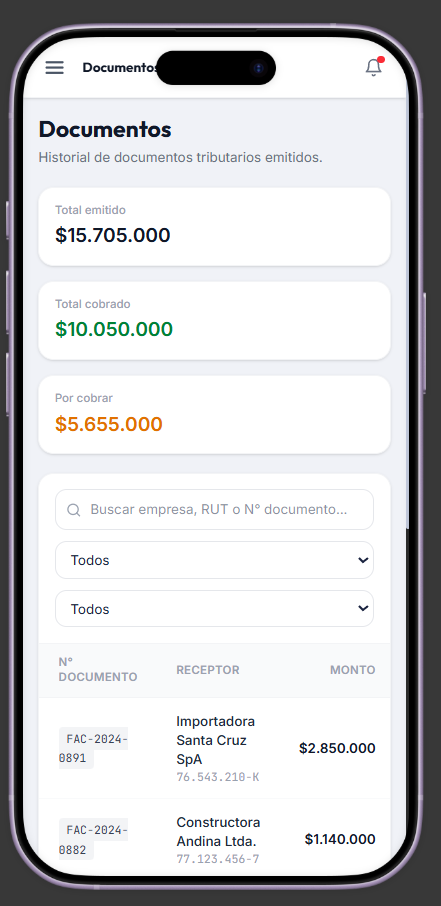 Documentos
Documentos
Historial de documentos tributarios emitidos.
Total emitido
$15.705.000
Total cobrado
$10.050.000
Por cobrar
$5.655.000
Buscar empresa, RUT o N° documento...
Todos
Todos
N°
DOCUMENTO
RECEPTOR
MONTO
FAC-2024-
0891
Importadora
Santa Cruz
SpA
76.543.210-K
$2.850.000
FAC-2024-
0882
Constructora
Andina Ltda.
77.123.456-7
$1.140.000